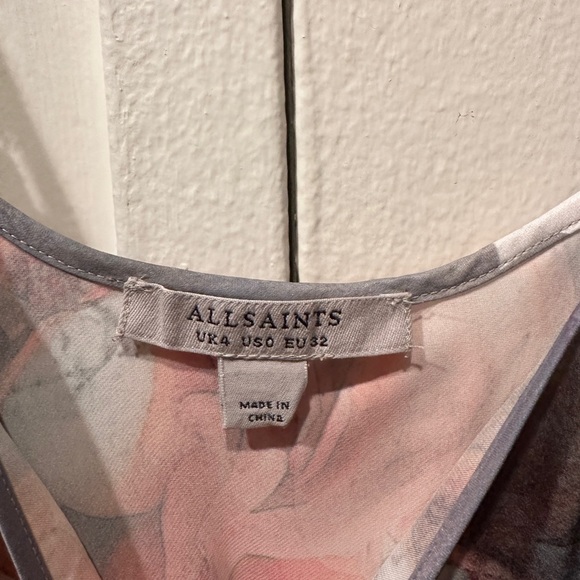 ALLSAINTS
UK4 US0 EU32
MADE IN
CHINA